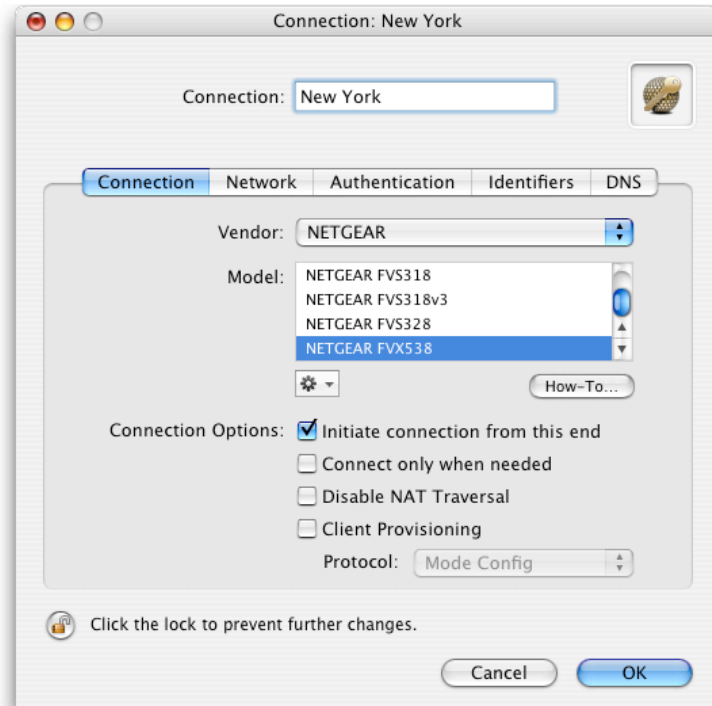 Connection: New York
Connection: New York
Connection Network Authentication Identifiers DNS
Vendor: NETGEAR
Model: NETGEAR FVS318
NETGEAR FVS318v3
NETGEAR FVS328
NETGEAR FVX538
How-To...
Connection Options: Initiate connection from this end
Connect only when needed
Disable NAT Traversal
Client Provisioning
Protocol: Mode Config
Click the lock to prevent further changes.
Cancel OK